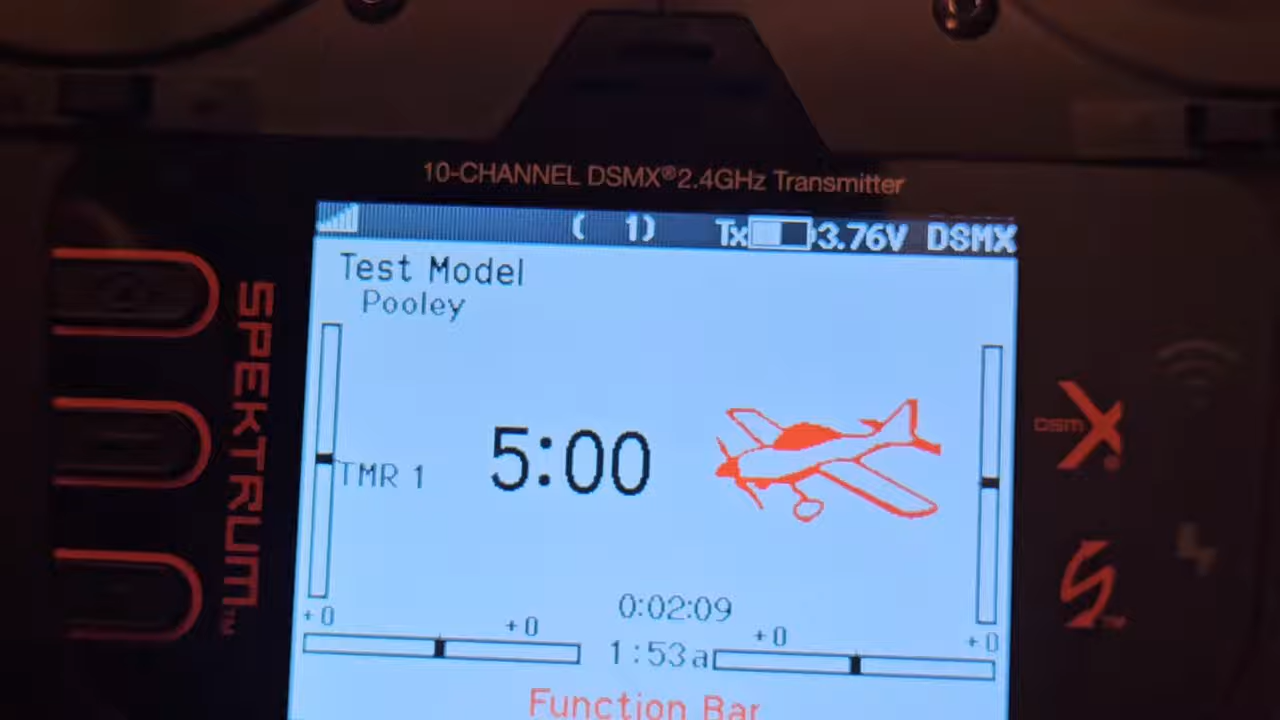 10-CHANNEL DSMX® 2.4GHz Transmitter
( 1) Tx 3.76V DSMX
Test Model
Pooley
SPEKTRUM™
TMR 1 5:00
DSM X
0:02:09
+0 +0 +0 +0
1:53a
Function Bar